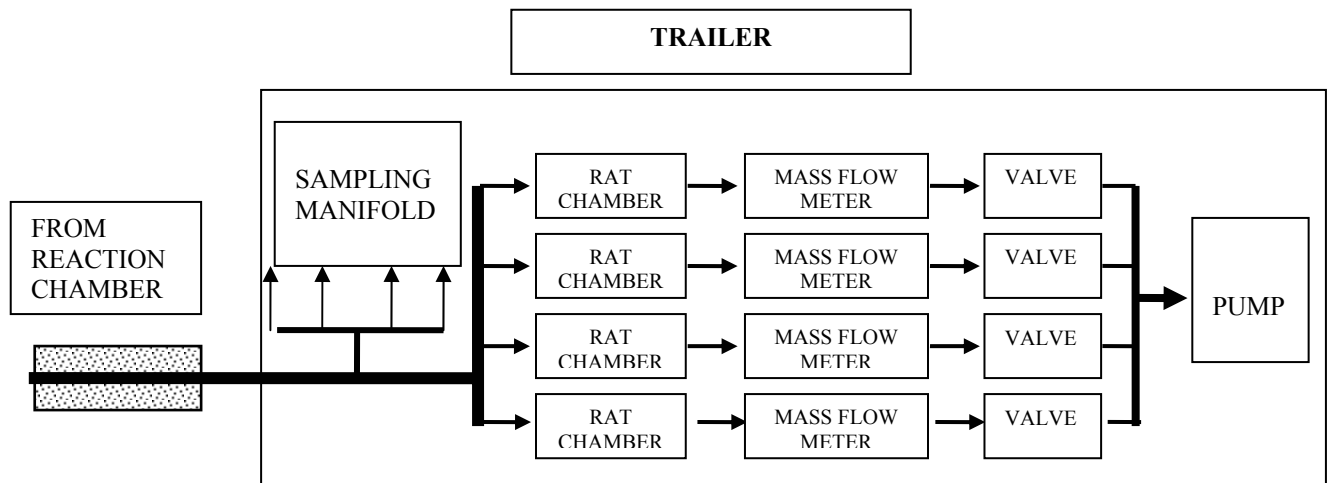 TRAILER
SAMPLING
MANIFOLD
FROM
REACTION
CHAMBER
RAT
CHAMBER
MASS FLOW
METER
VALVE
RAT
CHAMBER
MASS FLOW
METER
VALVE
RAT
CHAMBER
MASS FLOW
METER
VALVE
RAT
CHAMBER
MASS FLOW
METER
VALVE
PUMP